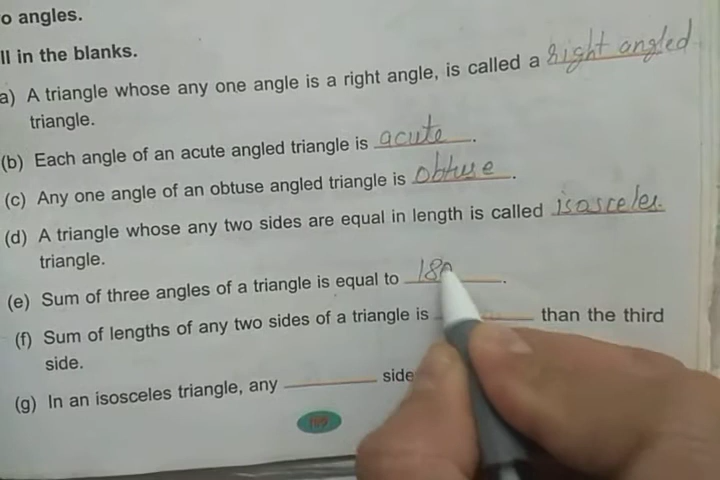 o angles.
ll in the blanks.
a) A triangle whose any one angle is a right angle, is called a right angled
triangle.
(b) Each angle of an acute angled triangle is acute.
(c) Any one angle of an obtuse angled triangle is obtuse.
(d) A triangle whose any two sides are equal in length is called isosceles.
triangle.
(e) Sum of three angles of a triangle is equal to 180.
(f) Sum of lengths of any two sides of a triangle is ______ than the third
side.
(g) In an isosceles triangle, any ______ side